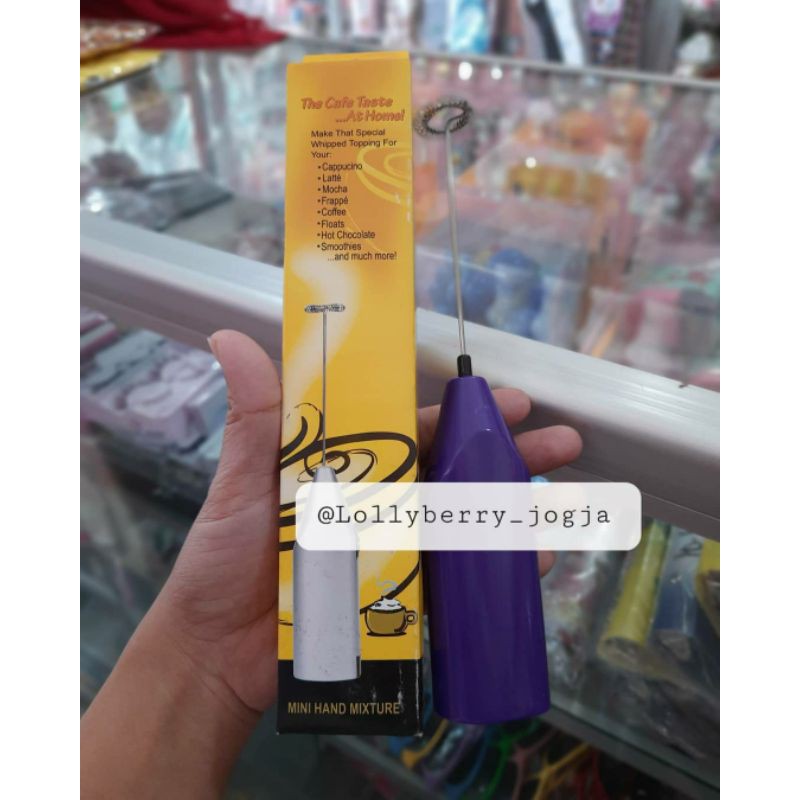 The Cafe Taste
...At Home!
Make That Special
Whipped Topping For
Your:
•Cappucino
•Latté
•Mocha
•Frappé
•Coffee
•Floats
•Hot Chocolate
•Smoothies
...and much more!
@Lollyberry_jogja
MINI HAND MIXTURE